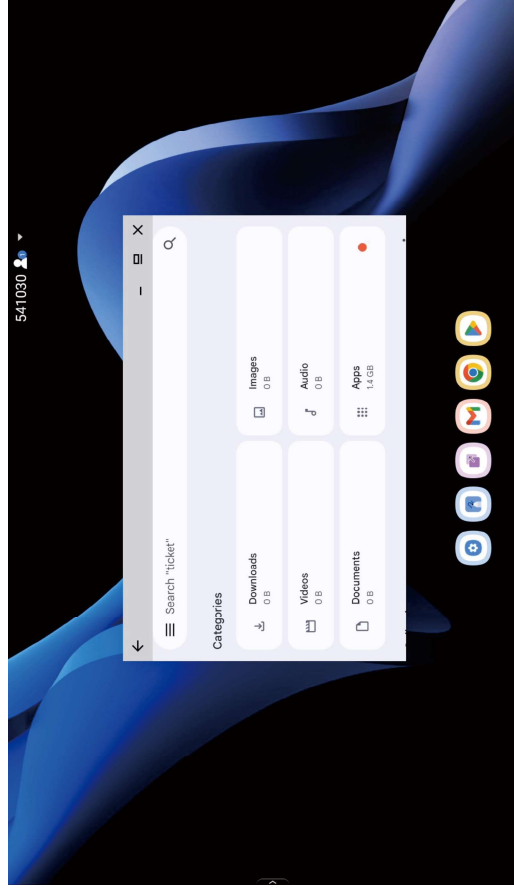 541030
Search "ticket"
Categories
Downloads
0 B
Images
0 B
Videos
0 B
Audio
0 B
Documents
0 B
Apps
1.4 GB